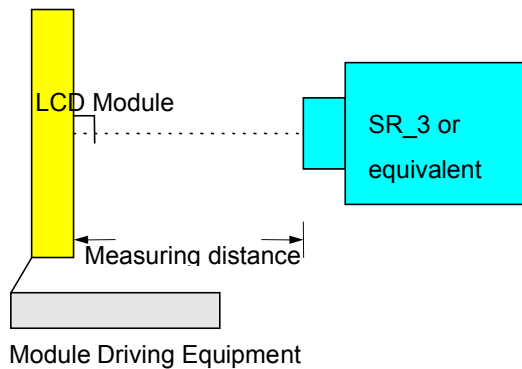 LCD Module
SR_3 or
equivalent
Measuring distance
Module Driving Equipment